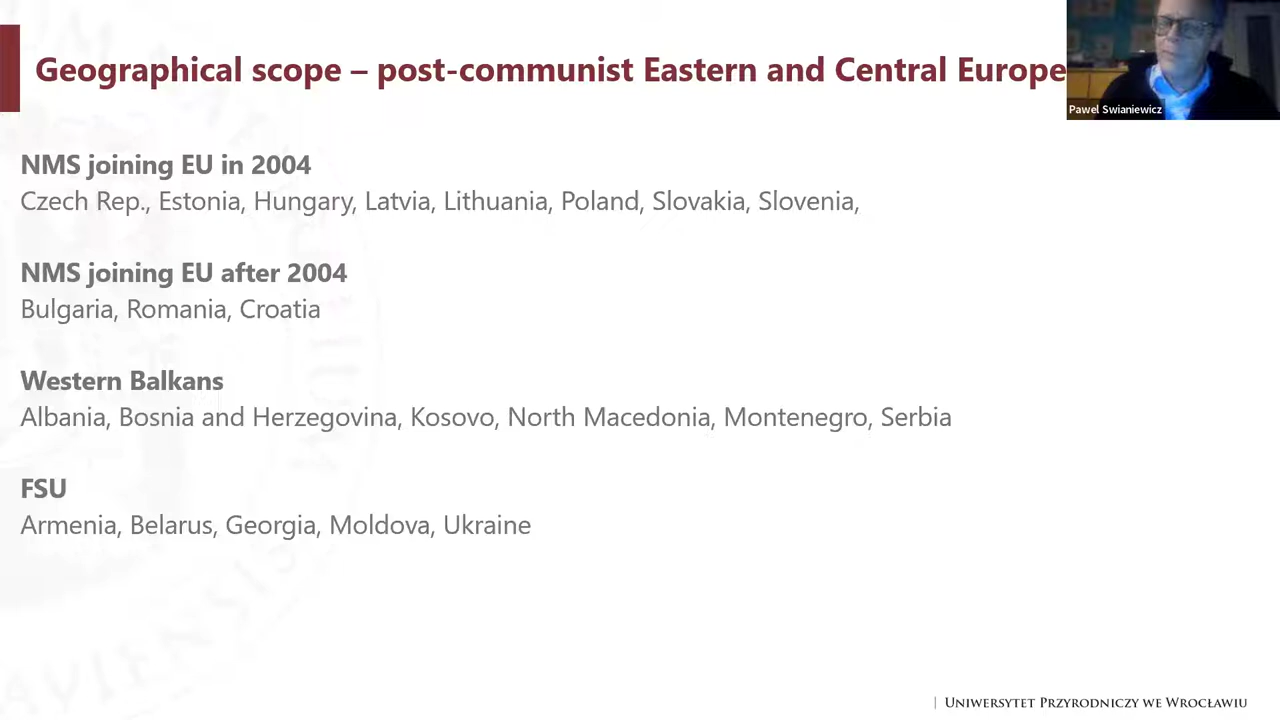 Geographical scope – post-communist Eastern and Central Europe
Pawel Swianiewicz
NMS joining EU in 2004
Czech Rep., Estonia, Hungary, Latvia, Lithuania, Poland, Slovakia, Slovenia,
NMS joining EU after 2004
Bulgaria, Romania, Croatia
Western Balkans
Albania, Bosnia and Herzegovina, Kosovo, North Macedonia, Montenegro, Serbia
FSU
Armenia, Belarus, Georgia, Moldova, Ukraine
| Uniwersytet Przyrodniczy we Wrocławiu